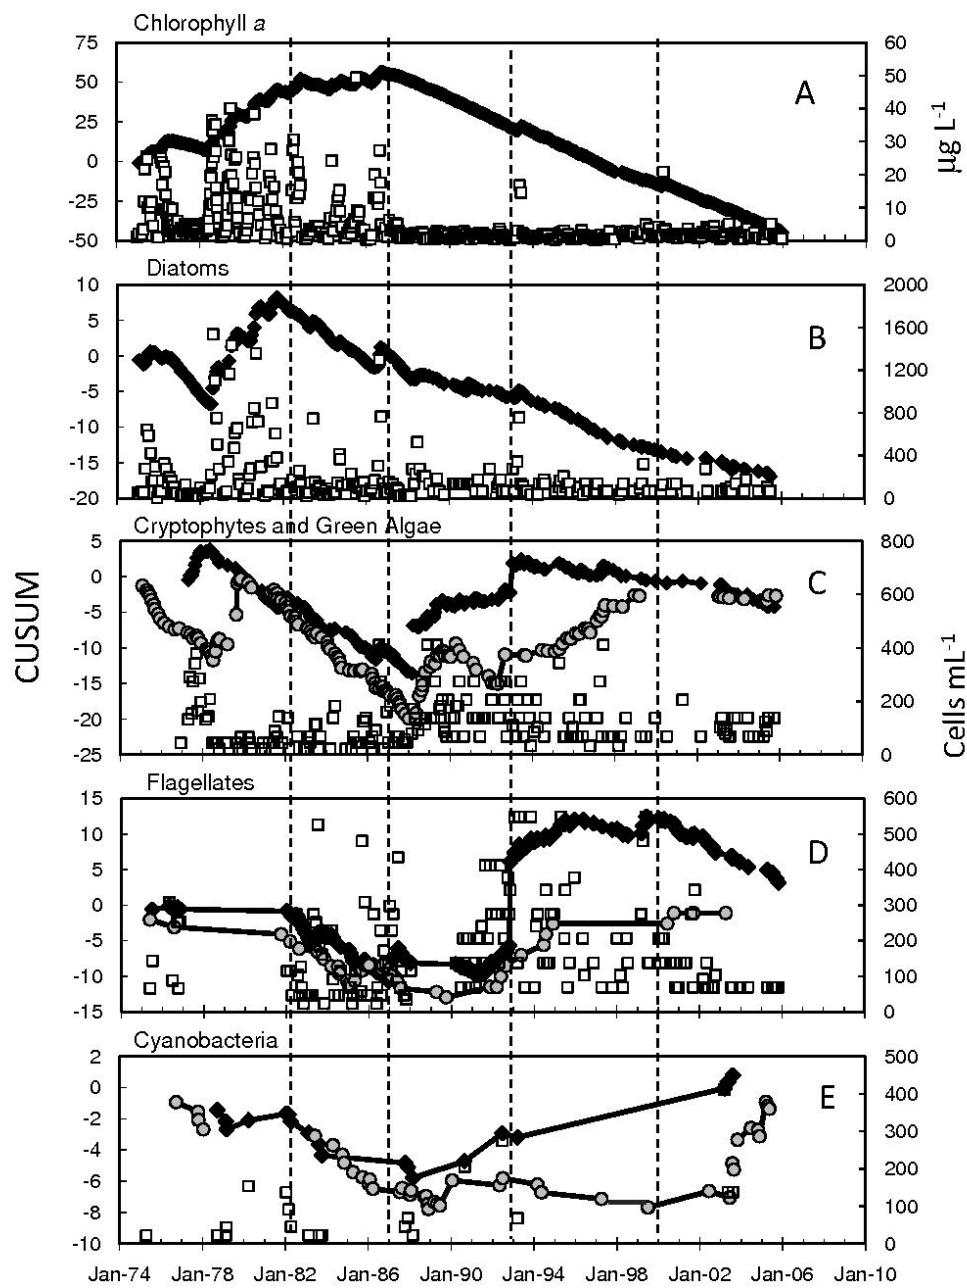 Chlorophyll a
75 60
50 50
40
25 A
30
0
20
-25
10
-50 0
µg L-1
Diatoms
10 2000
5 1600
0 B
1200
-5
800
-10
-15 400
-20 0
Cryptophytes and Green Algae
5 800
0 C
600
-5
-10 400
-15
200
-20
-25 0
CUSUM
Cells mL-1
Flagellates
15 600
10 500
5 D
400
0 300
-5 200
-10 100
-15 0
Cyanobacteria
2 500
0 E
400
-2
300
-4
200
-6
-8 100
-10 0
Jan-74 Jan-78 Jan-82 Jan-86 Jan-90 Jan-94 Jan-98 Jan-02 Jan-06 Jan-10